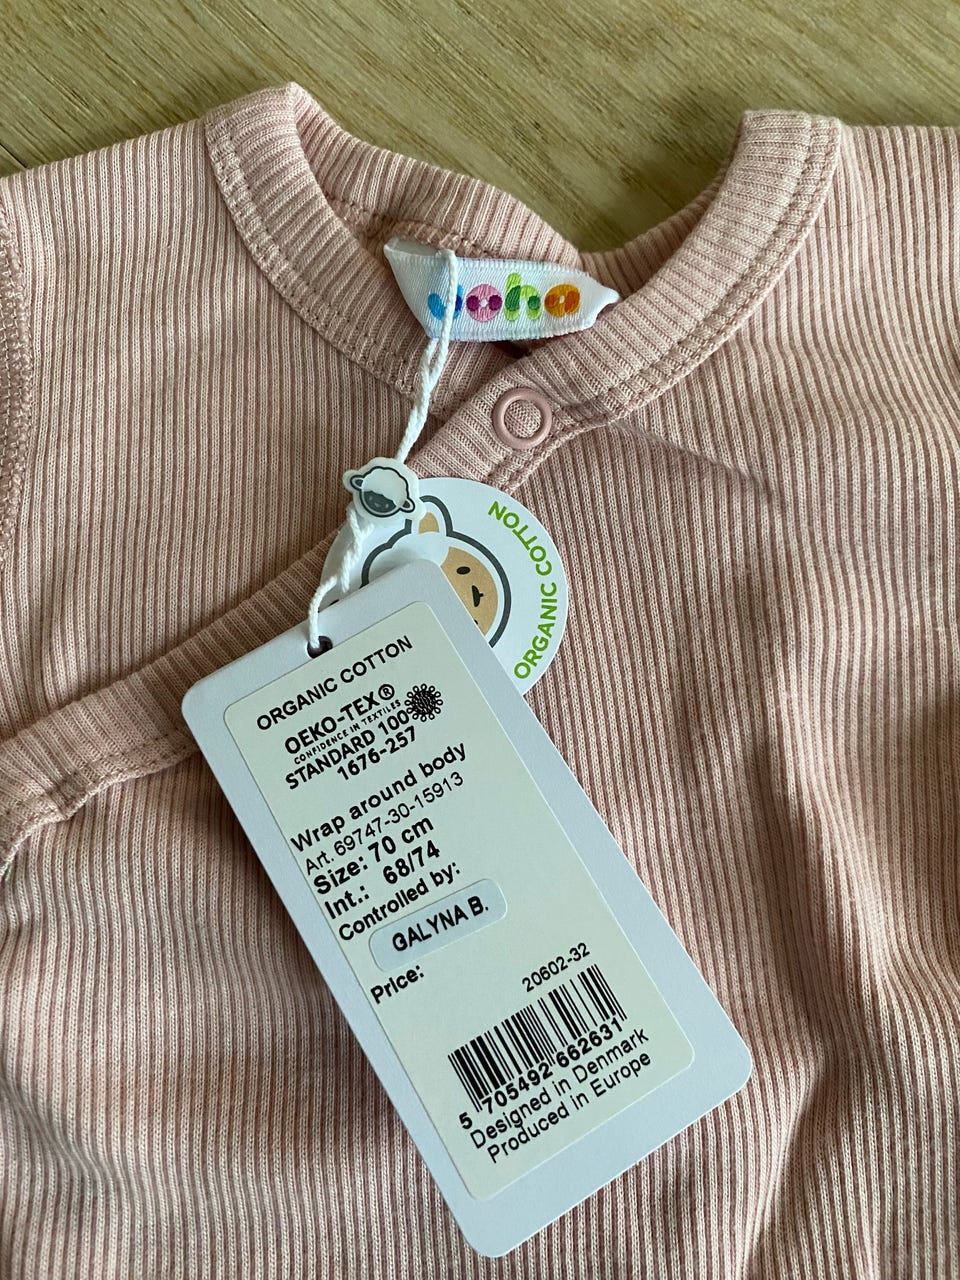 joha
ORGANIC COTTON
ORGANIC COTTON
OEKO-TEX®
CONFIDENCE IN TEXTILES
STANDARD 100
1676-257
Wrap around body
Art. 69747-30-15913
Size: 70 cm
Int.: 68/74
Controlled by:
GALYNA B.
Price:
20602-32
5 705492 662631
Designed in Denmark
Produced in Europe